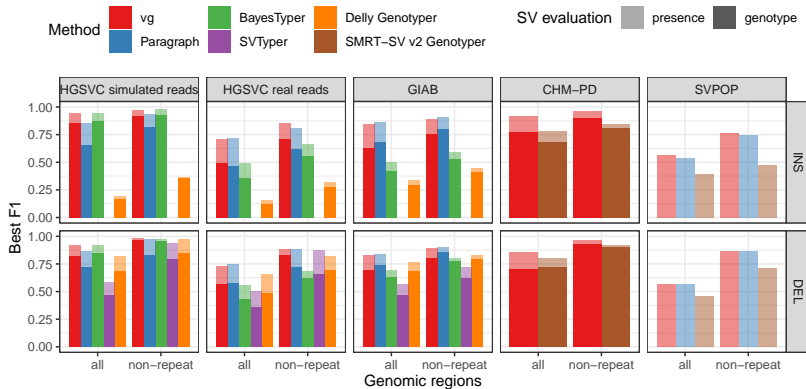 Method
vg
Paragraph
BayesTyper
SVTyper
Delly Genotyper
SMRT−SV v2 Genotyper
SV evaluation
presence
genotype
HGSVC simulated reads
HGSVC real reads
GIAB
CHM−PD
SVPOP
1.00
0.75
0.50
0.25
0.00
INS
1.00
0.75
0.50
0.25
0.00
DEL
Best F1
all non−repeat all non−repeat all non−repeat all non−repeat all non−repeat
Genomic regions